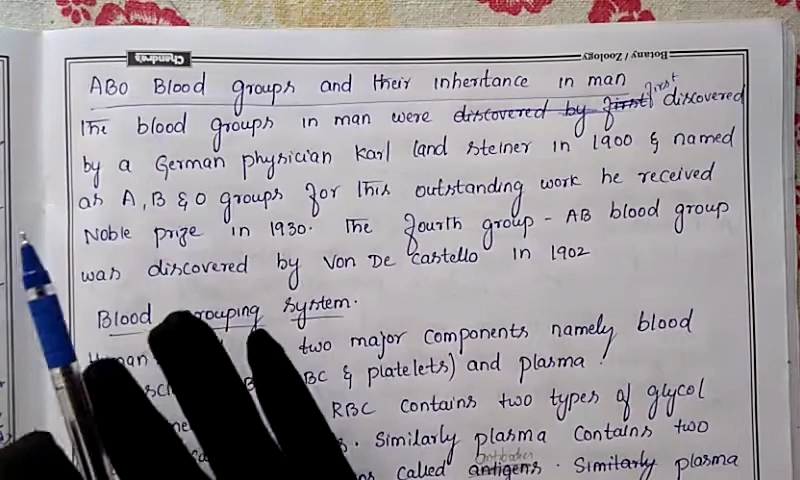 Botany / Zoology
Chandra's
ABO Blood groups and their inheritance in man
The blood groups in man were discovered by first first discovered
by a German physician Karl Land steiner in 1900 & named
as A, B & O groups for this outstanding work he received
Noble prize in 1930. The fourth group - AB blood group
was discovered by Von De Castello in 1902
Blood grouping system.
two major components namely blood
BC & platelets) and plasma.
RBC contains two types of glycol
. Similarly plasma contains two
called antigens antibodies . Similarly plasma